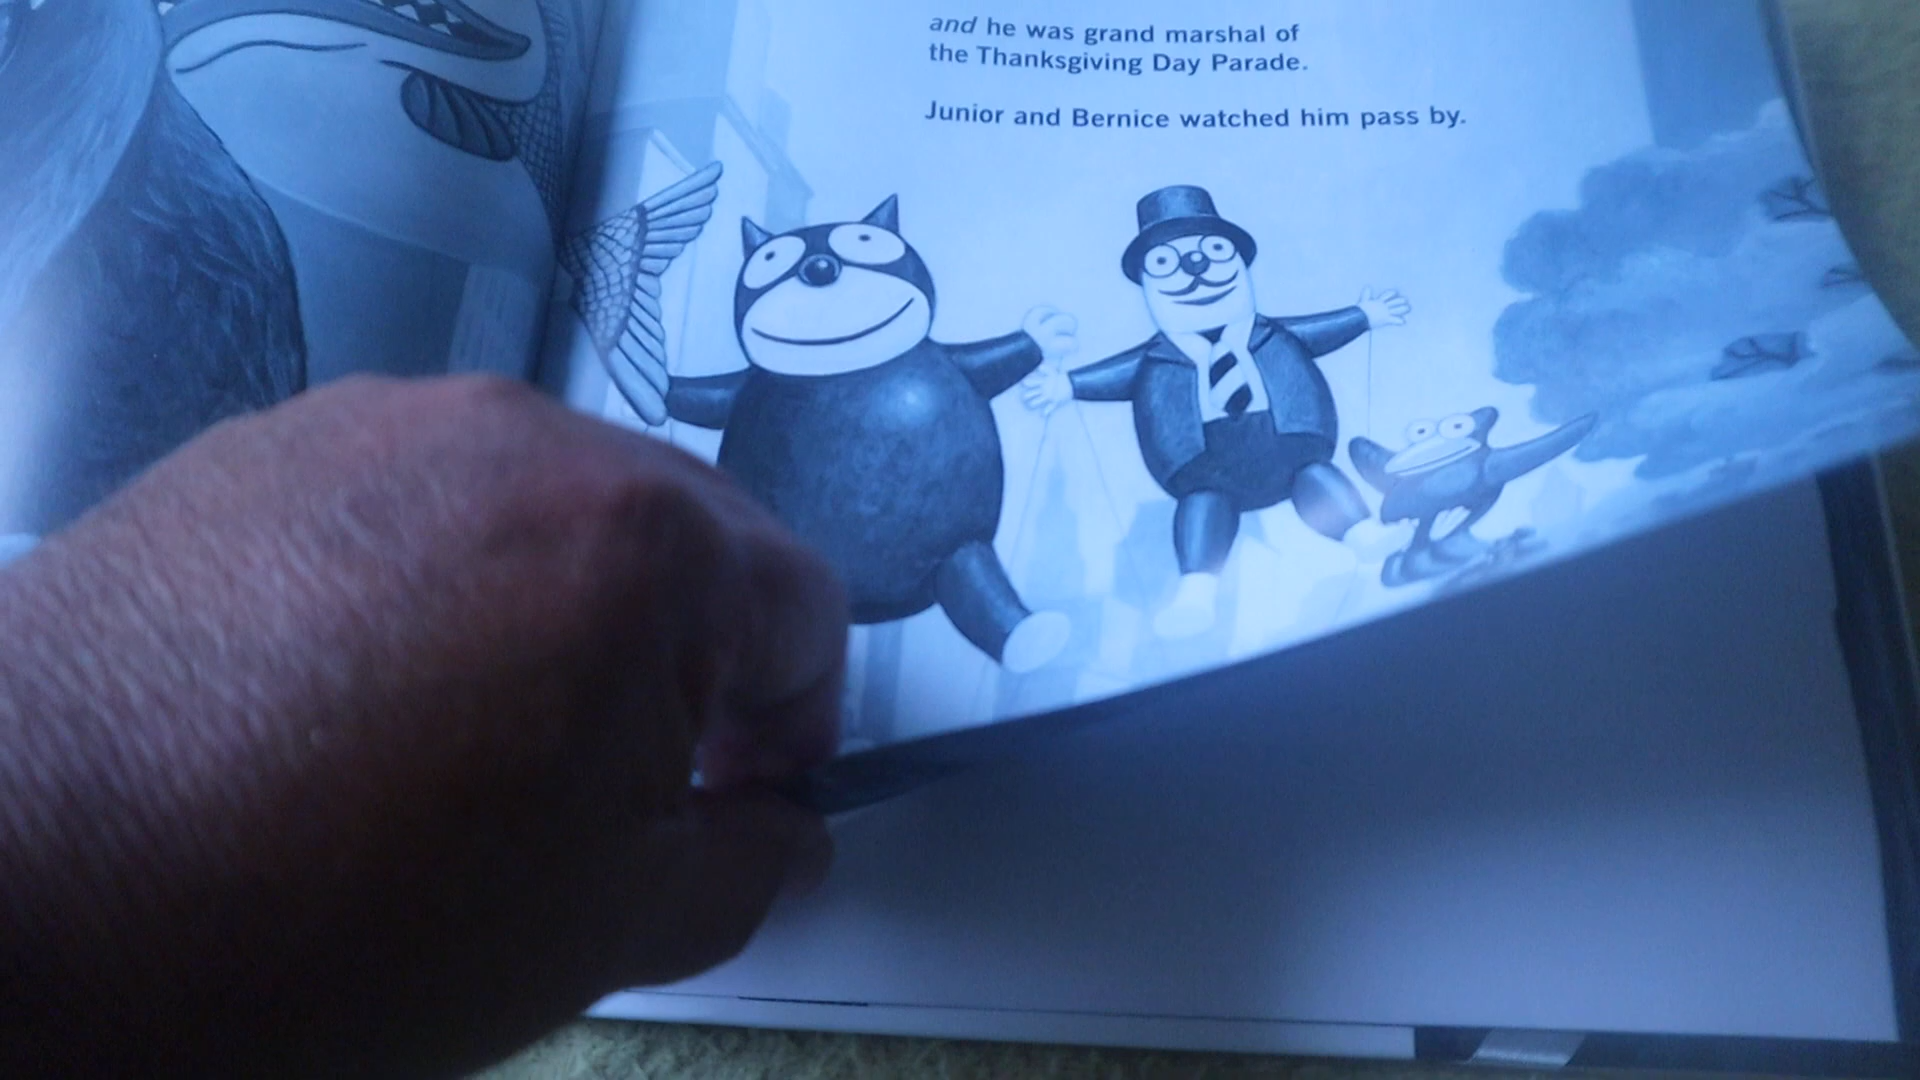 and he was grand marshal of
the Thanksgiving Day Parade.
Junior and Bernice watched him pass by.